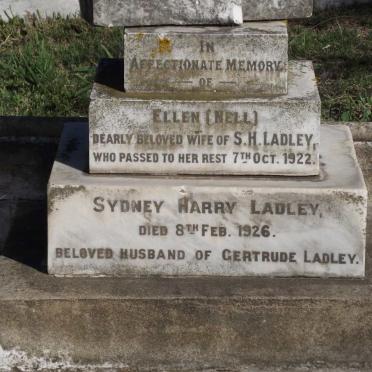 IN
AFFECTIONATE MEMORY
— OF —
ELLEN (NELL)
DEARLY BELOVED WIFE OF S.H. LADLEY,
WHO PASSED TO HER REST 7TH OCT. 1922.
SYDNEY HARRY LADLEY,
DIED 8TH FEB. 1926.
BELOVED HUSBAND OF GERTRUDE LADLEY.